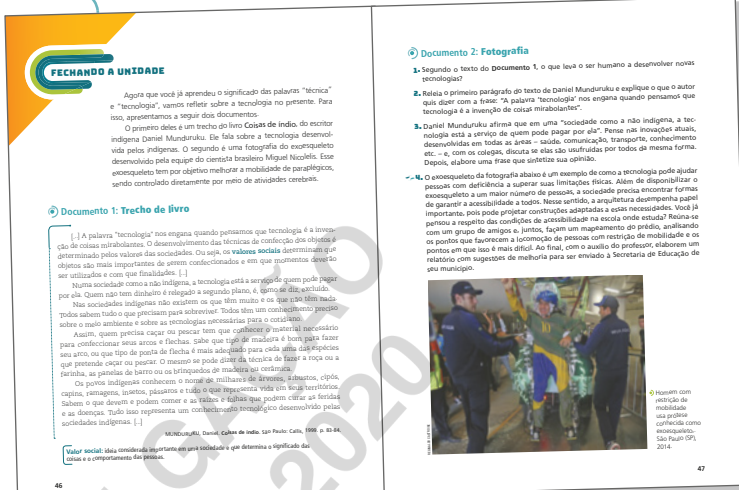 FECHANDO A UNIDADE
Agora que você já aprendeu o significado das palavras “técnica”
e “tecnologia”, vamos refletir sobre a tecnologia no presente. Para
isso, apresentamos a seguir dois documentos.
O primeiro deles é um trecho do livro Coisas de índio, do escritor
indígena Daniel Munduruku. Ele fala sobre a tecnologia desenvol-
vida pelos indígenas. O segundo é uma fotografia do exoesqueleto
desenvolvido pela equipe do cientista brasileiro Miguel Nicolelis. Esse
exoesqueleto tem por objetivo melhorar a mobilidade de paraplégicos,
sendo controlado diretamente por meio de atividades cerebrais.
Documento 1: Trecho de livro
[...] A palavra “tecnologia” nos engana quando pensamos que tecnologia é a inven-
ção de coisas mirabolantes. O desenvolvimento das técnicas de confecção dos objetos é
determinado pelos valores das sociedades. Ou seja, os valores sociais determinam que
objetos são mais importantes de serem confeccionados e em que momentos deverão
ser utilizados e com que finalidades. [...]
Numa sociedade como a não indígena, a tecnologia está a serviço de quem pode pagar
por ela. Quem não tem dinheiro é relegado a segundo plano, é, como se diz, excluído.
Nas sociedades indígenas não existem os que têm muito e os que não têm nada.
Todos sabem tudo o que precisam para sobreviver. Todos têm um conhecimento preciso
sobre o meio ambiente e sobre as tecnologias necessárias para o cotidiano.
Assim, quem precisa caçar ou pescar tem que conhecer o material necessário
para confeccionar seus arcos e flechas. Sabe que tipo de madeira é bom para fazer
seu arco, ou que tipo de ponta de flecha é mais adequado para cada uma das espécies
que pretende caçar ou pescar. O mesmo se pode dizer da técnica de fazer a roça ou a
farinha, as panelas de barro ou os brinquedos de madeira ou cerâmica.
Os povos indígenas conhecem o nome de milhares de árvores, arbustos, cipós,
capins, ramagens, insetos, pássaros e tudo o que representa vida em seus territórios.
Sabem o que devem e podem comer e as raízes e folhas que podem curar as feridas
e as doenças. Tudo isso representa um conhecimento tecnológico desenvolvido pelas
sociedades indígenas. [...]
MUNDURUKU, Daniel. Coisas de índio. São Paulo: Callis, 1999. p. 83-84.
Valor social: ideia considerada importante em uma sociedade e que determina o significado das
coisas e o comportamento das pessoas.
46
Documento 2: Fotografia
1. Segundo o texto do Documento 1, o que leva o ser humano a desenvolver novas
tecnologias?
2. Releia o primeiro parágrafo do texto de Daniel Munduruku e explique o que o autor
quis dizer com a frase: “A palavra ‘tecnologia’ nos engana quando pensamos que
tecnologia é a invenção de coisas mirabolantes”.
3. Daniel Munduruku afirma que em uma “sociedade como a não indígena, a tec-
nologia está a serviço de quem pode pagar por ela”. Pense nas inovações atuais,
desenvolvidas em todas as áreas – saúde, comunicação, transporte, conhecimento
etc. – e, com os colegas, discuta se elas são usufruídas por todos da mesma forma.
Depois, elabore uma frase que sintetize sua opinião.
4. O exoesqueleto da fotografia abaixo é um exemplo de como a tecnologia pode ajudar
pessoas com deficiência a superar suas limitações físicas. Além de disponibilizar o
exoesqueleto a um maior número de pessoas, a sociedade precisa encontrar formas
de garantir a acessibilidade a todos. Nesse sentido, a arquitetura desempenha papel
importante, pois pode projetar construções adaptadas a essas necessidades. Você já
pensou a respeito das condições de acessibilidade na escola onde estuda? Reúna-se
com um grupo de amigos e, juntos, façam um mapeamento do prédio, analisando
os pontos que favorecem a locomoção de pessoas com restrição de mobilidade e os
pontos em que isso é mais difícil. Ao final, com o auxílio do professor, elaborem um
relatório com sugestões de melhoria para ser enviado à Secretaria de Educação de
seu município.
Homem com
restrição de
mobilidade
usa prótese
conhecida como
exoesqueleto.
São Paulo (SP),
2014.
47
GAÇÃO
2020